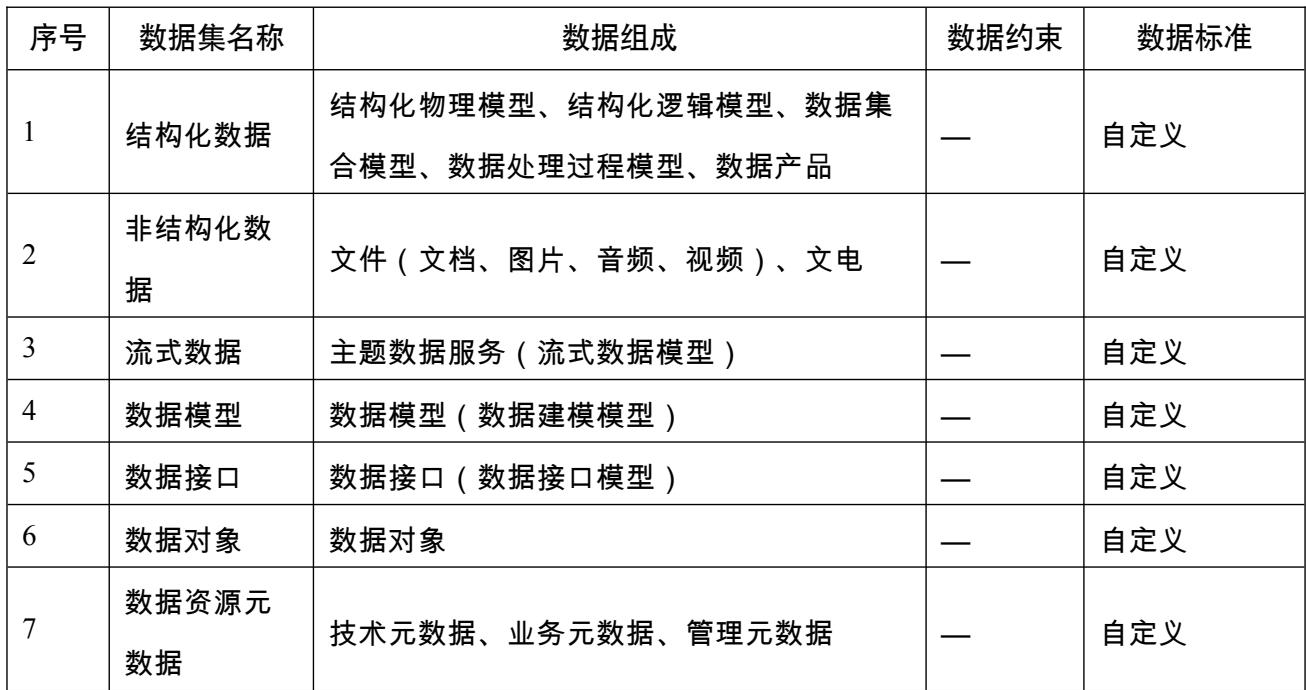 序号 数据集名称 数据组成 数据约束 数据标准
1 结构化数据 结构化物理模型、结构化逻辑模型、数据集
合模型、数据处理过程模型、数据产品 — 自定义
2 非结构化数
据 文件（文档、图片、音频、视频）、文电 — 自定义
3 流式数据 主题数据服务（流式数据模型） — 自定义
4 数据模型 数据模型（数据建模模型） — 自定义
5 数据接口 数据接口（数据接口模型） — 自定义
6 数据对象 数据对象 — 自定义
7 数据资源元
数据 技术元数据、业务元数据、管理元数据 — 自定义